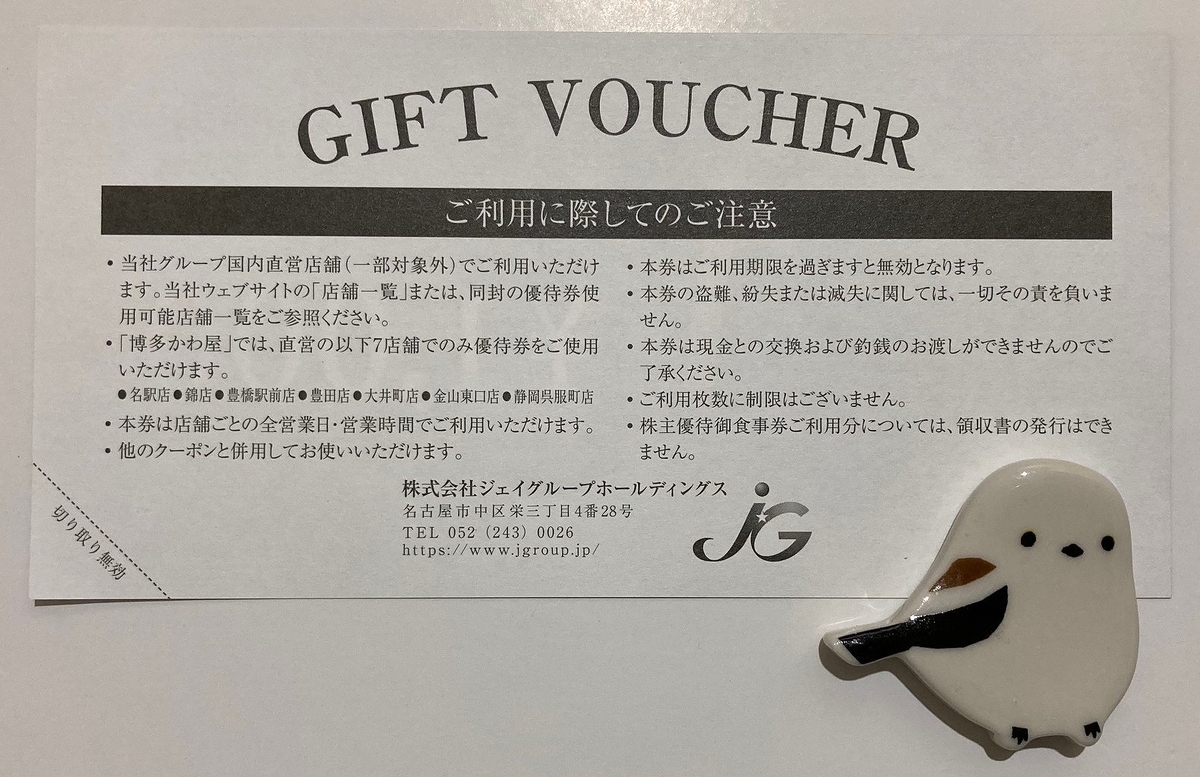 GIFT VOUCHER
ご利用に際してのご注意
・当社グループ国内直営店舗（一部対象外）でご利用いただけ
ます。当社ウェブサイトの「店舗一覧」または、同封の優待券使
用可能店舗一覧をご参照ください。
・「博多かわ屋」では、直営の以下7店舗でのみ優待券をご使用
いただけます。
●名駅店●錦店●豊橋駅前店●豊田店●大井町店●金山東口店●静岡呉服町店
・本券は店舗ごとの全営業日・営業時間でご利用いただけます。
・他のクーポンと併用してお使いいただけます。
・本券はご利用期限を過ぎますと無効となります。
・本券の盗難、紛失または滅失に関しては、一切その責を負いま
せん。
・本券は現金との交換および釣銭のお渡しができませんのでご
了承ください。
・ご利用枚数に制限はございません。
・株主優待御食事券ご利用分については、領収書の発行はでき
ません。
株式会社ジェイグループホールディングス
名古屋市中区栄三丁目4番28号
TEL 052（243）0026
https://www.jgroup.jp/
JG
切り取り無効